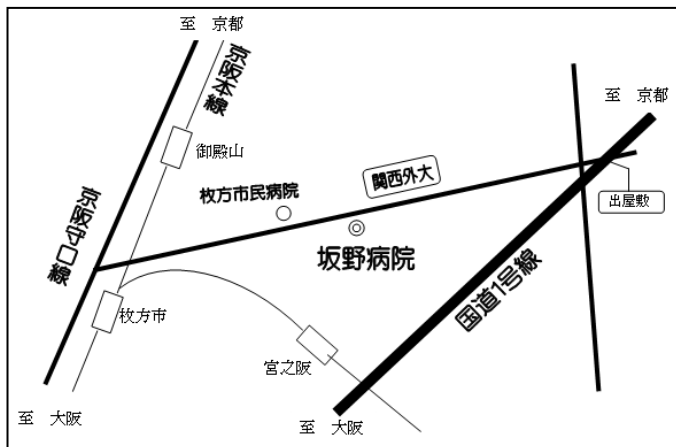 至　京都
京阪本線
至　京都
御殿山
関西外大
枚方市民病院
出屋敷
京阪守口線
坂野病院
国道1号線
枚方市
宮之阪
至　大阪
至　大阪